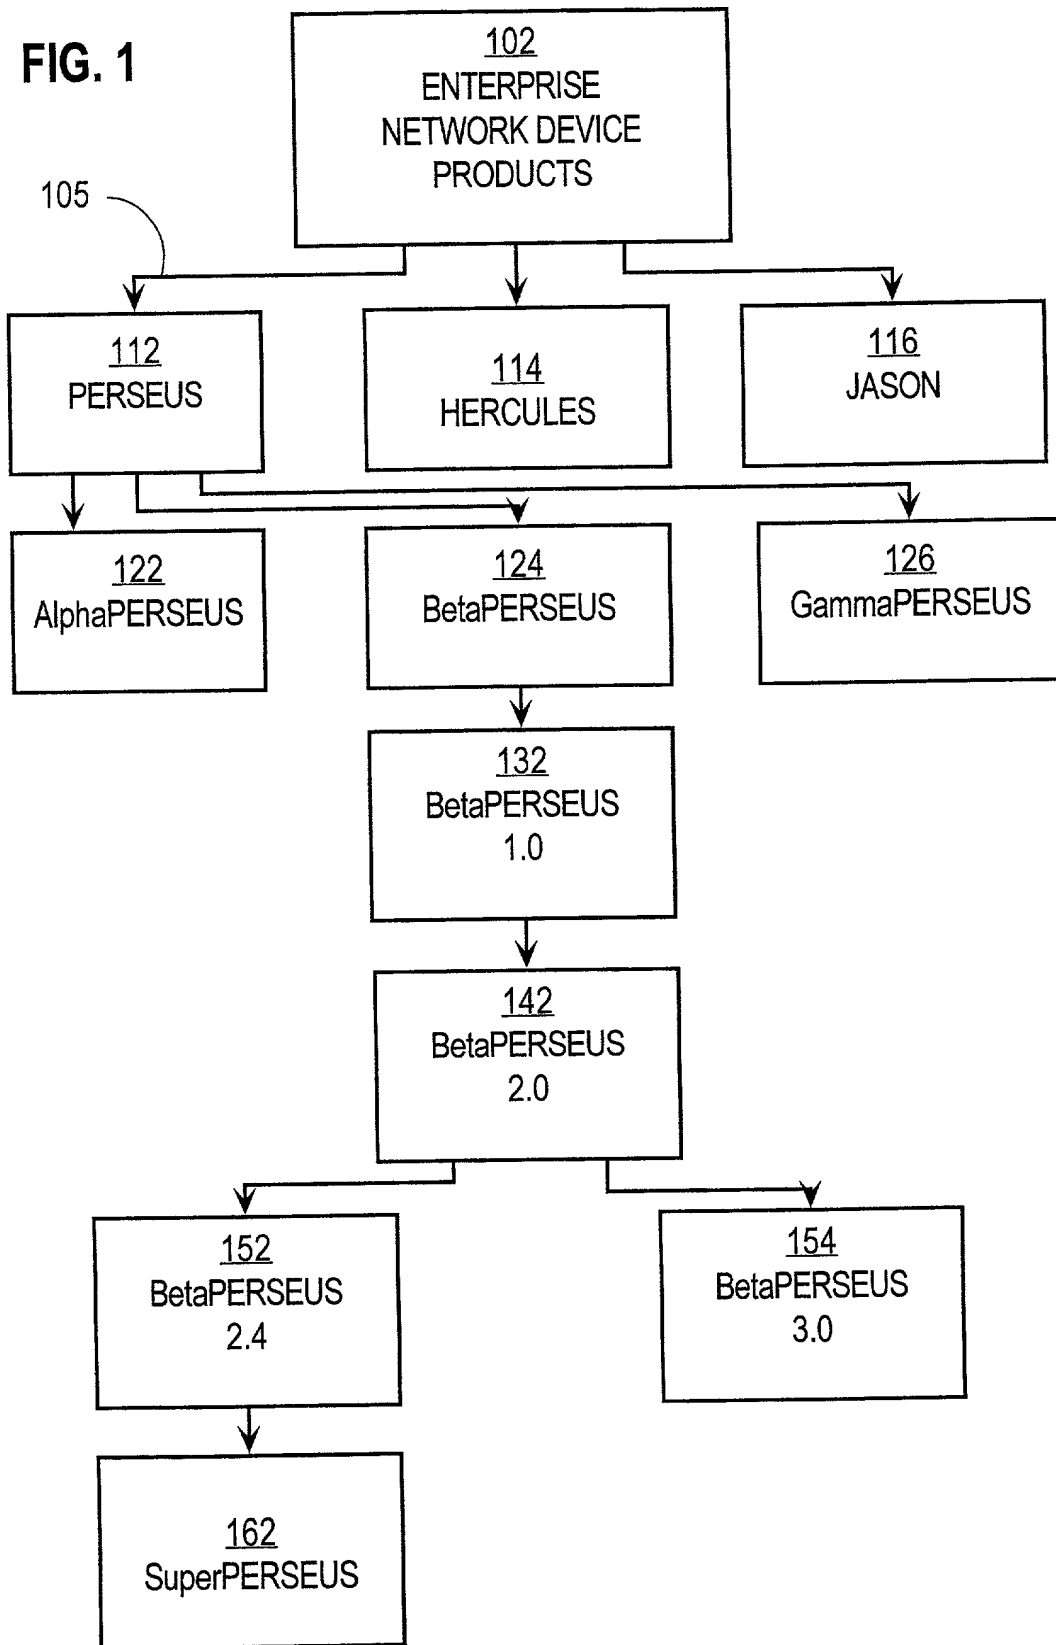 FIG. 1
102
ENTERPRISE
NETWORK DEVICE
PRODUCTS
105
112
PERSEUS
114
HERCULES
116
JASON
122
AlphaPERSEUS
124
BetaPERSEUS
126
GammaPERSEUS
132
BetaPERSEUS
1.0
142
BetaPERSEUS
2.0
152
BetaPERSEUS
2.4
154
BetaPERSEUS
3.0
162
SuperPERSEUS